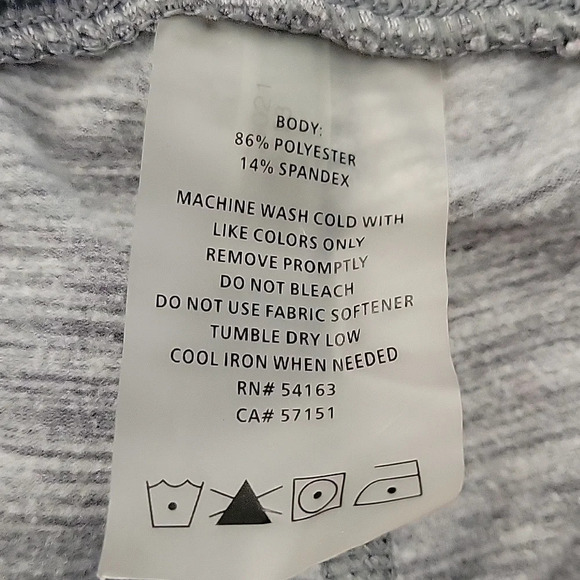 BODY:
86% POLYESTER
14% SPANDEX
MACHINE WASH COLD WITH
LIKE COLORS ONLY
REMOVE PROMPTLY
DO NOT BLEACH
DO NOT USE FABRIC SOFTENER
TUMBLE DRY LOW
COOL IRON WHEN NEEDED
RN# 54163
CA# 57151